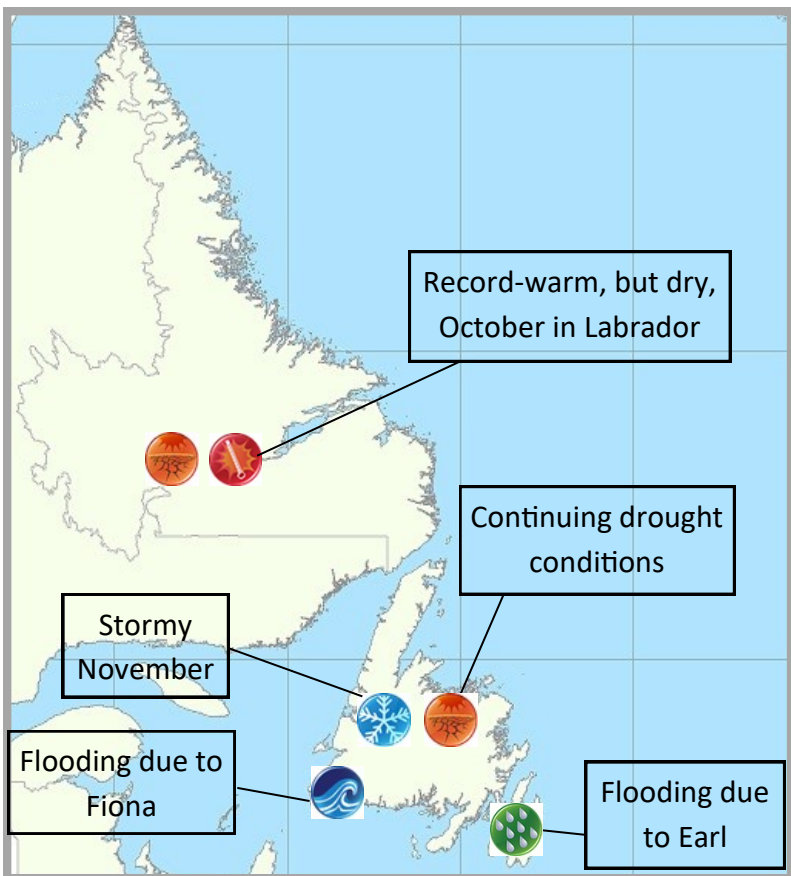 Record-warm, but dry,
October in Labrador
Continuing drought
conditions
Stormy
November
Flooding due to
Fiona
Flooding due
to Earl